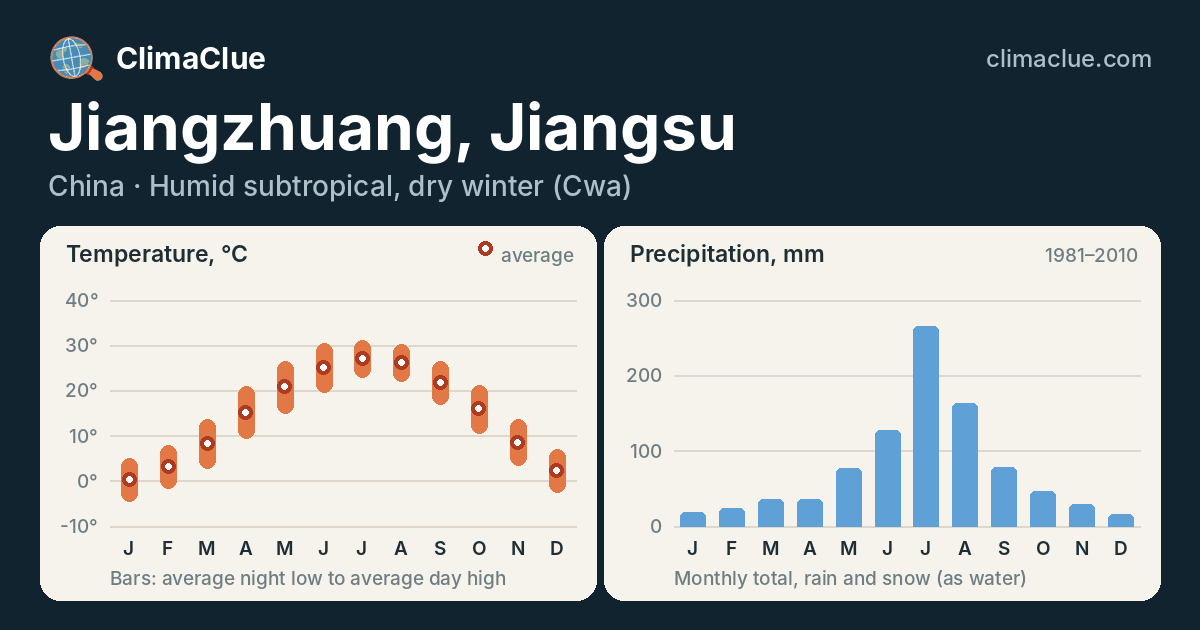 ClimaClue
climaclue.com
Jiangzhuang, Jiangsu
China · Humid subtropical, dry winter (Cwa)
Temperature, °C
average
40°
30°
20°
10°
0°
-10°
J F M A M J J A S O N D
Bars: average night low to average day high
Precipitation, mm
1981–2010
300
200
100
0
J F M A M J J A S O N D
Monthly total, rain and snow (as water)